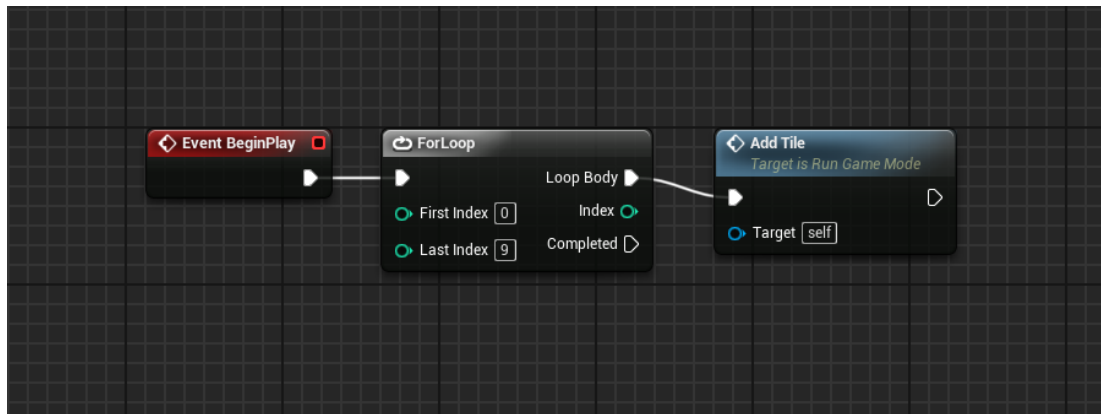 Event BeginPlay
ForLoop
Loop Body
First Index 0
Index
Last Index 9
Completed
Add Tile
Target is Run Game Mode
Target self